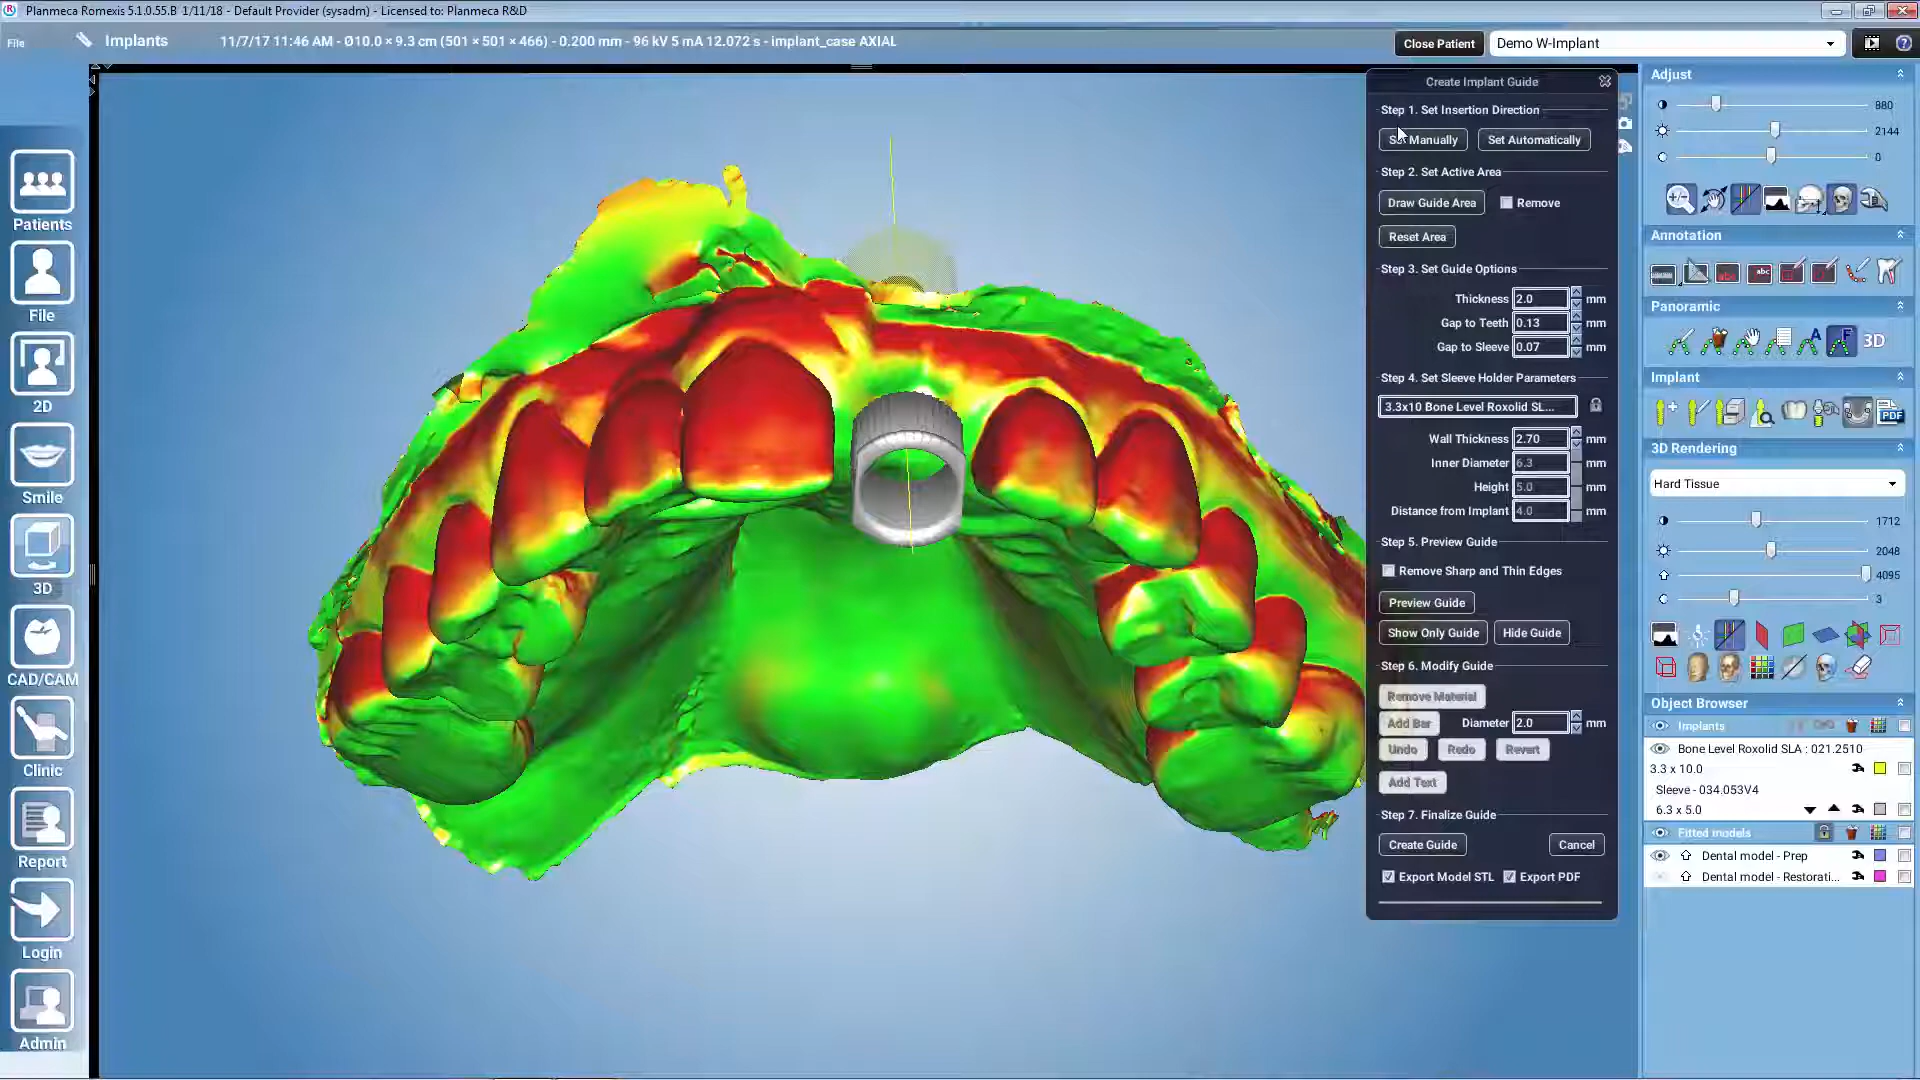 Planmeca Romexis 5.1.0.55.B 1/11/18 - Default Provider (sysadm) - Licensed to: Planmeca R&D
File
Implants
11/7/17 11:46 AM - Ø10.0 × 9.3 cm (501 × 501 × 466) - 0.200 mm - 96 kV 5 mA 12.072 s - implant_case AXIAL
Close Patient
Demo W-Implant
Patients
File
2D
Smile
3D
CAD/CAM
Clinic
Report
Login
Admin
Create Implant Guide
Step 1. Set Insertion Direction
Manually
Set Automatically
Step 2. Set Active Area
Draw Guide Area
Remove
Reset Area
Step 3. Set Guide Options
Thickness 2.0 mm
Gap to Teeth 0.13 mm
Gap to Sleeve 0.07 mm
Step 4. Set Sleeve Holder Parameters
3.3x10 Bone Level Roxolid SL...
Wall Thickness 2.70 mm
Inner Diameter 6.3 mm
Height 5.0 mm
Distance from Implant 4.0 mm
Step 5. Preview Guide
Remove Sharp and Thin Edges
Preview Guide
Show Only Guide Hide Guide
Step 6. Modify Guide
Remove Material
Add Bar Diameter 2.0 mm
Undo Redo Revert
Add Text
Step 7. Finalize Guide
Create Guide Cancel
Export Model STL Export PDF
Adjust
880
2144
0
Annotation
abc abc
Panoramic
A F 3D
Implant
PDF
3D Rendering
Hard Tissue
1712
2048
4095
3
Object Browser
Implants
Bone Level Roxolid SLA : 021.2510
3.3 x 10.0
Sleeve - 034.053V4
6.3 x 5.0
Fitted models
Dental model - Prep
Dental model - Restorati...